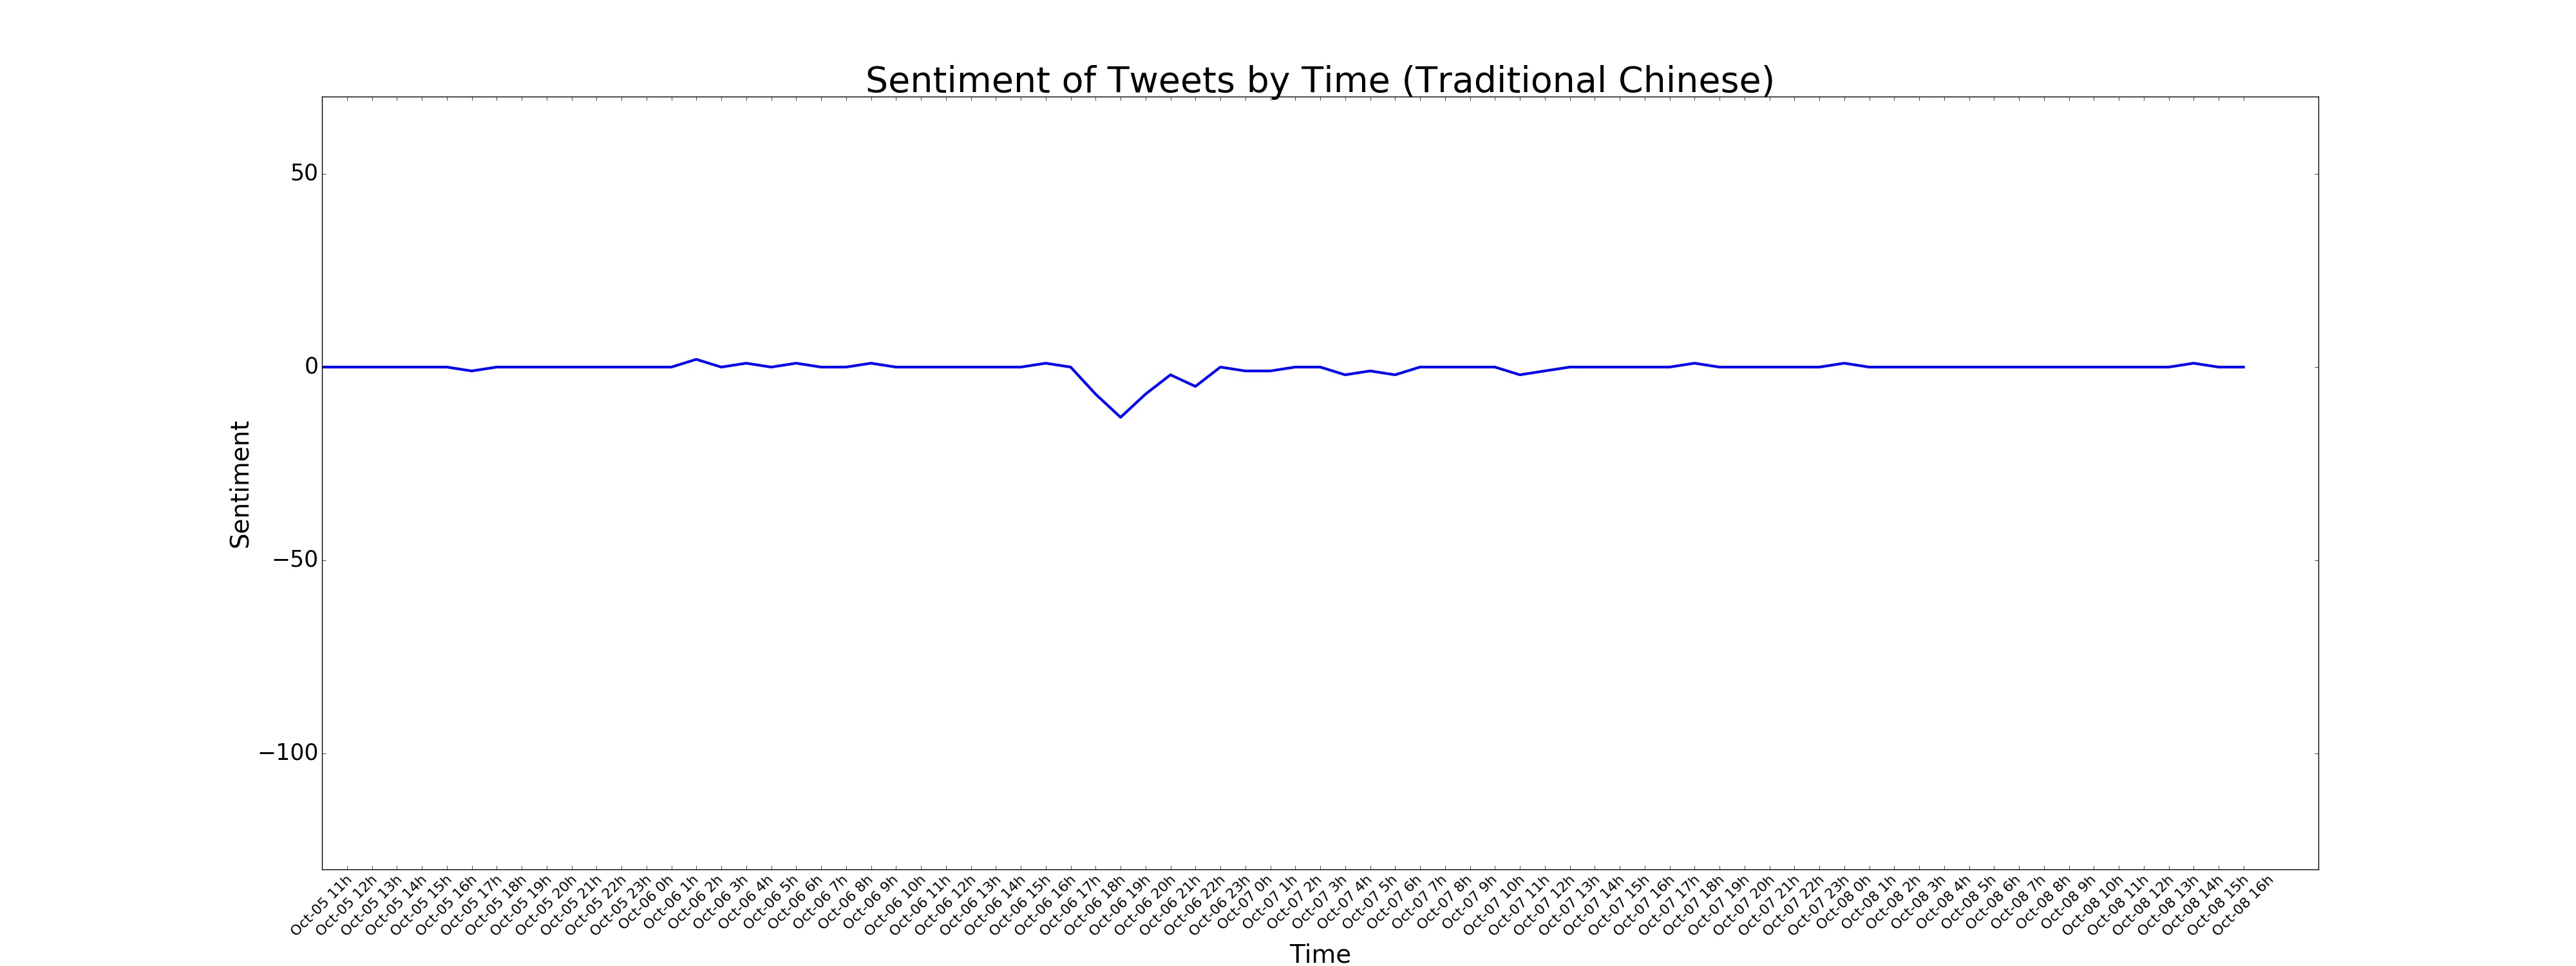 Sentiment of Tweets by Time (Traditional Chinese)
50
0
−50
−100
Sentiment
Oct-05 11h
Oct-05 12h
Oct-05 13h
Oct-05 14h
Oct-05 15h
Oct-05 16h
Oct-05 17h
Oct-05 18h
Oct-05 19h
Oct-05 20h
Oct-05 21h
Oct-05 22h
Oct-05 23h
Oct-06 0h
Oct-06 1h
Oct-06 2h
Oct-06 3h
Oct-06 4h
Oct-06 5h
Oct-06 6h
Oct-06 7h
Oct-06 8h
Oct-06 9h
Oct-06 10h
Oct-06 11h
Oct-06 12h
Oct-06 13h
Oct-06 14h
Oct-06 15h
Oct-06 16h
Oct-06 17h
Oct-06 18h
Oct-06 19h
Oct-06 20h
Oct-06 21h
Oct-06 22h
Oct-06 23h
Oct-07 0h
Oct-07 1h
Oct-07 2h
Oct-07 3h
Oct-07 4h
Oct-07 5h
Oct-07 6h
Oct-07 7h
Oct-07 8h
Oct-07 9h
Oct-07 10h
Oct-07 11h
Oct-07 12h
Oct-07 13h
Oct-07 14h
Oct-07 15h
Oct-07 16h
Oct-07 17h
Oct-07 18h
Oct-07 19h
Oct-07 20h
Oct-07 21h
Oct-07 22h
Oct-07 23h
Oct-08 0h
Oct-08 1h
Oct-08 2h
Oct-08 3h
Oct-08 4h
Oct-08 5h
Oct-08 6h
Oct-08 7h
Oct-08 8h
Oct-08 9h
Oct-08 10h
Oct-08 11h
Oct-08 12h
Oct-08 13h
Oct-08 14h
Oct-08 15h
Oct-08 16h
Time